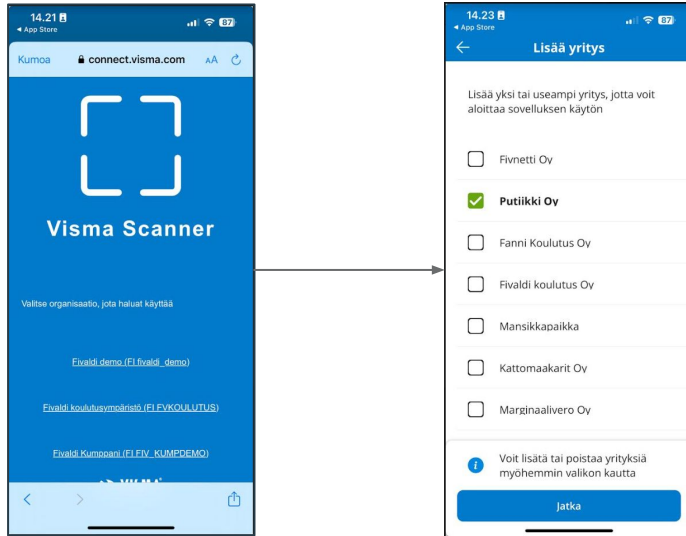 14.21
87
◀ App Store
Kumoa
connect.visma.com
AA
Visma Scanner
Valitse organisaatio, jota haluat käyttää
Fivaldi demo (FI.fivaldi_demo)
Fivaldi koulutusympäristö (FI.FVKOULUTUS)
Fivaldi Kumppani (FI.FIV_KUMPDEMO)
14.23
87
◀ App Store
Lisää yritys
Lisää yksi tai useampi yritys, jotta voit
aloittaa sovelluksen käytön
Fivnetti Oy
Putiikki Oy
Fanni Koulutus Oy
Fivaldi koulutus Oy
Mansikkapaikka
Kattomaakarit Oy
Marginaalivero Oy
Voit lisätä tai poistaa yrityksiä
myöhemmin valikon kautta
Jatka